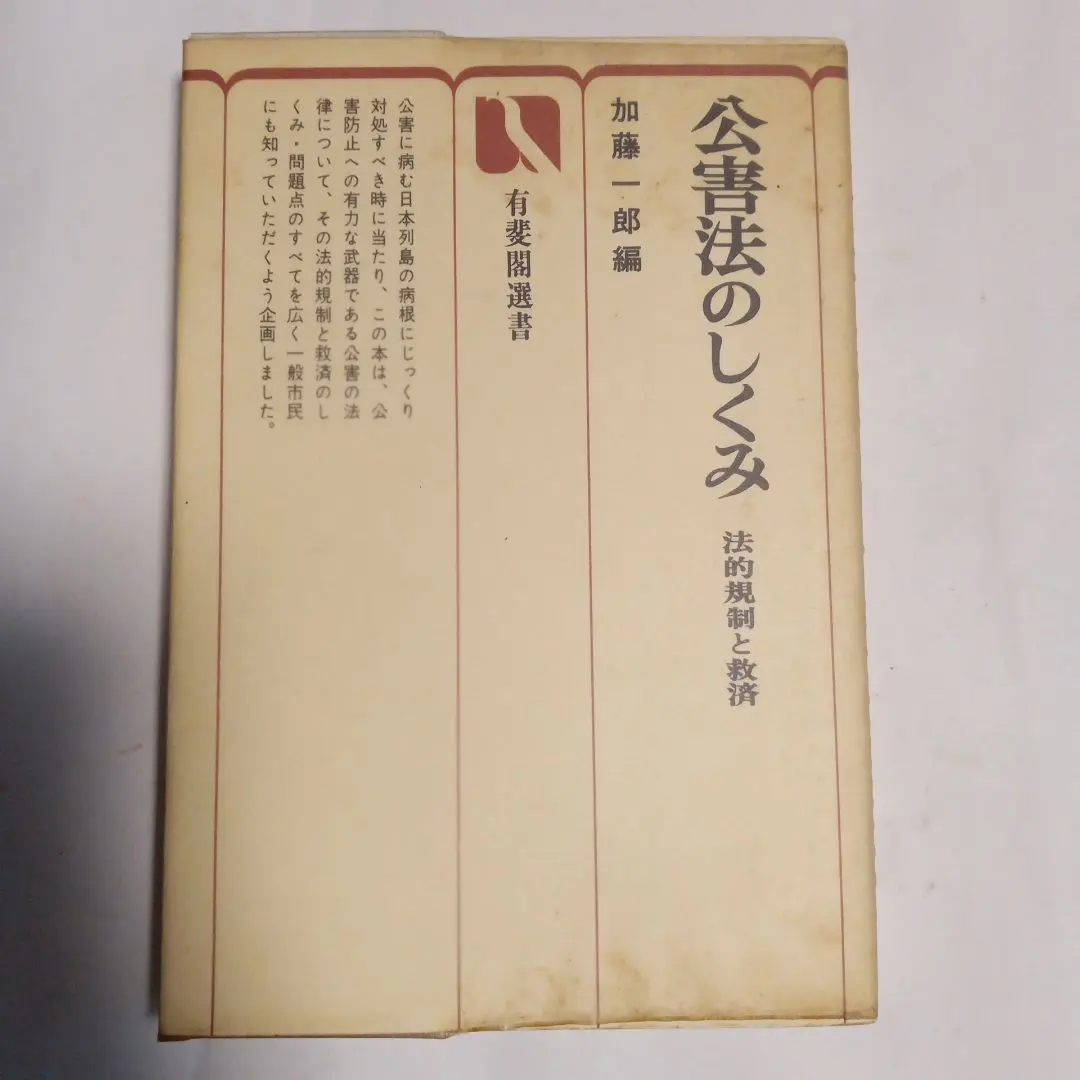 公害法のしくみ
法的規制と救済
加藤一郎編
有斐閣選書
公害に病む日本列島の病根にじっくり
対処すべき時に当たり、この本は、公
害防止への有力な武器である公害の法
律について、その法的規制と救済のし
くみ・問題点のすべてを広く一般市民
にも知っていただくよう企画しました。